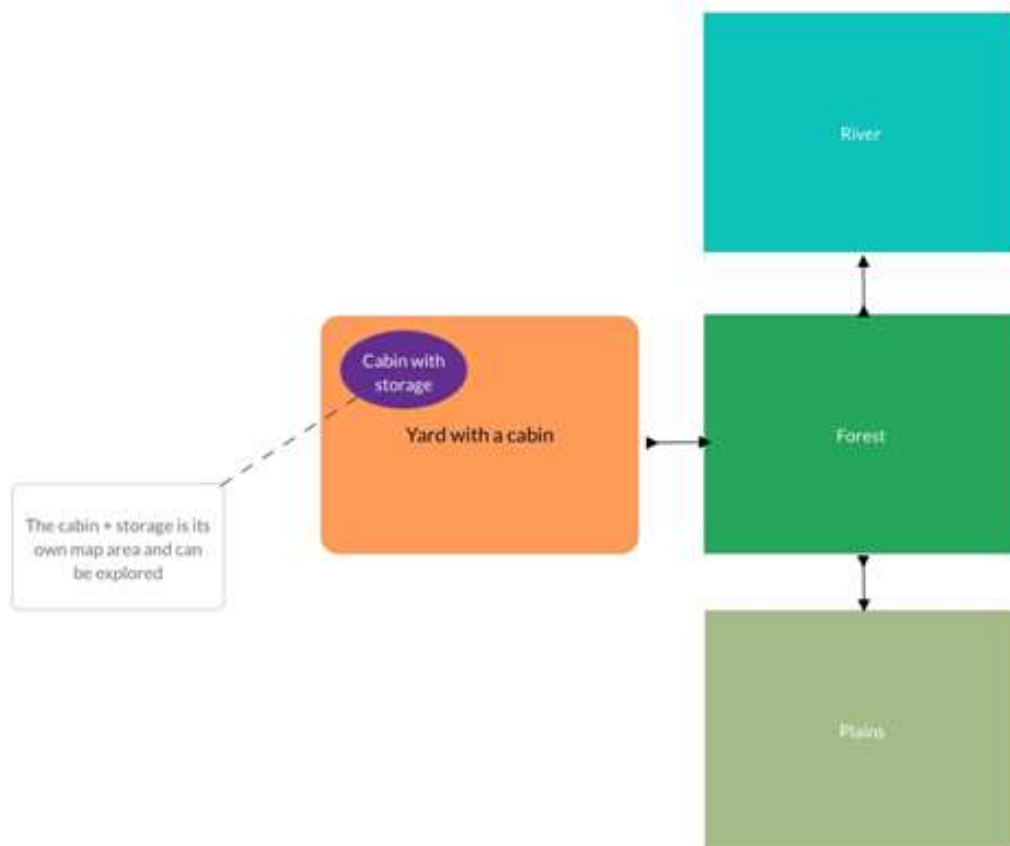 River
Cabin with
storage
Yard with a cabin
Forest
The cabin + storage is its
own map area and can
be explored
Plains